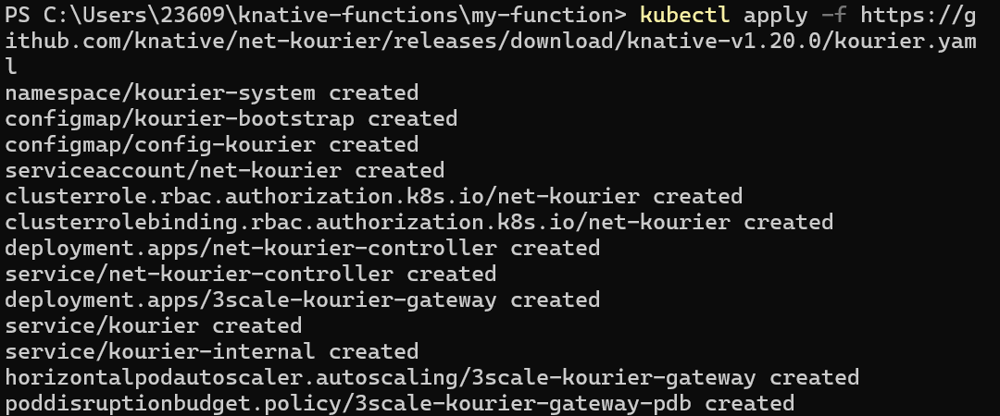 PS C:\Users\23609\knative-functions\my-function> kubectl apply -f https://g
ithub.com/knative/net-kourier/releases/download/knative-v1.20.0/kourier.yam
l
namespace/kourier-system created
configmap/kourier-bootstrap created
configmap/config-kourier created
serviceaccount/net-kourier created
clusterrole.rbac.authorization.k8s.io/net-kourier created
clusterrolebinding.rbac.authorization.k8s.io/net-kourier created
deployment.apps/net-kourier-controller created
service/net-kourier-controller created
deployment.apps/3scale-kourier-gateway created
service/kourier created
service/kourier-internal created
horizontalpodautoscaler.autoscaling/3scale-kourier-gateway created
poddisruptionbudget.policy/3scale-kourier-gateway-pdb created